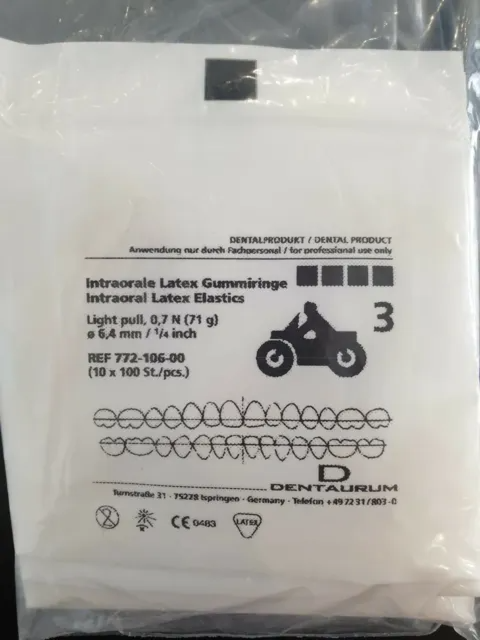 DENTALPRODUKT / DENTAL PRODUCT
Anwendung nur durch Fachpersonal / for professional use only
Intraorale Latex Gummiringe
Intraoral Latex Elastics
Light pull, 0,7 N (71 g)
ø 6,4 mm / 1/4 inch
3
REF 772-106-00
(10 x 100 St./pcs.)
D
DENTAURUM
Turnstraße 31 · 75228 Ispringen · Germany · Telefon +49 72 31/803-0
CE 0483
LATEX